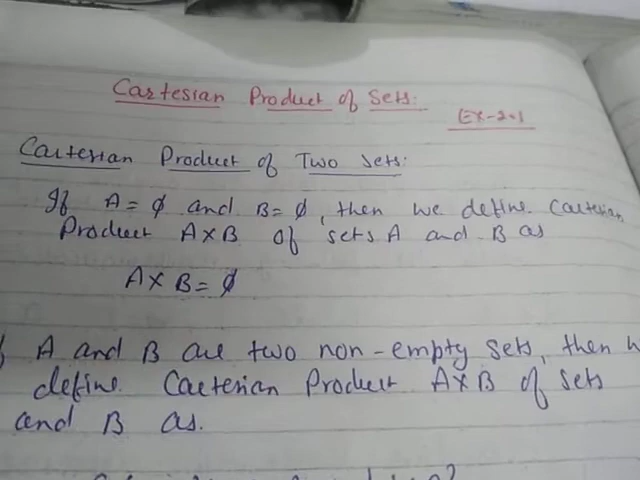 Cartesian Product of Sets:
Ex-2.1
Cartesian Product of Two Sets:
If A = ϕ and B = ϕ, then we define Cartesian
Product A×B of sets A and B as
A × B = ϕ
A and B are two non-empty sets, then
define Cartesian Product A×B of sets
and B as.